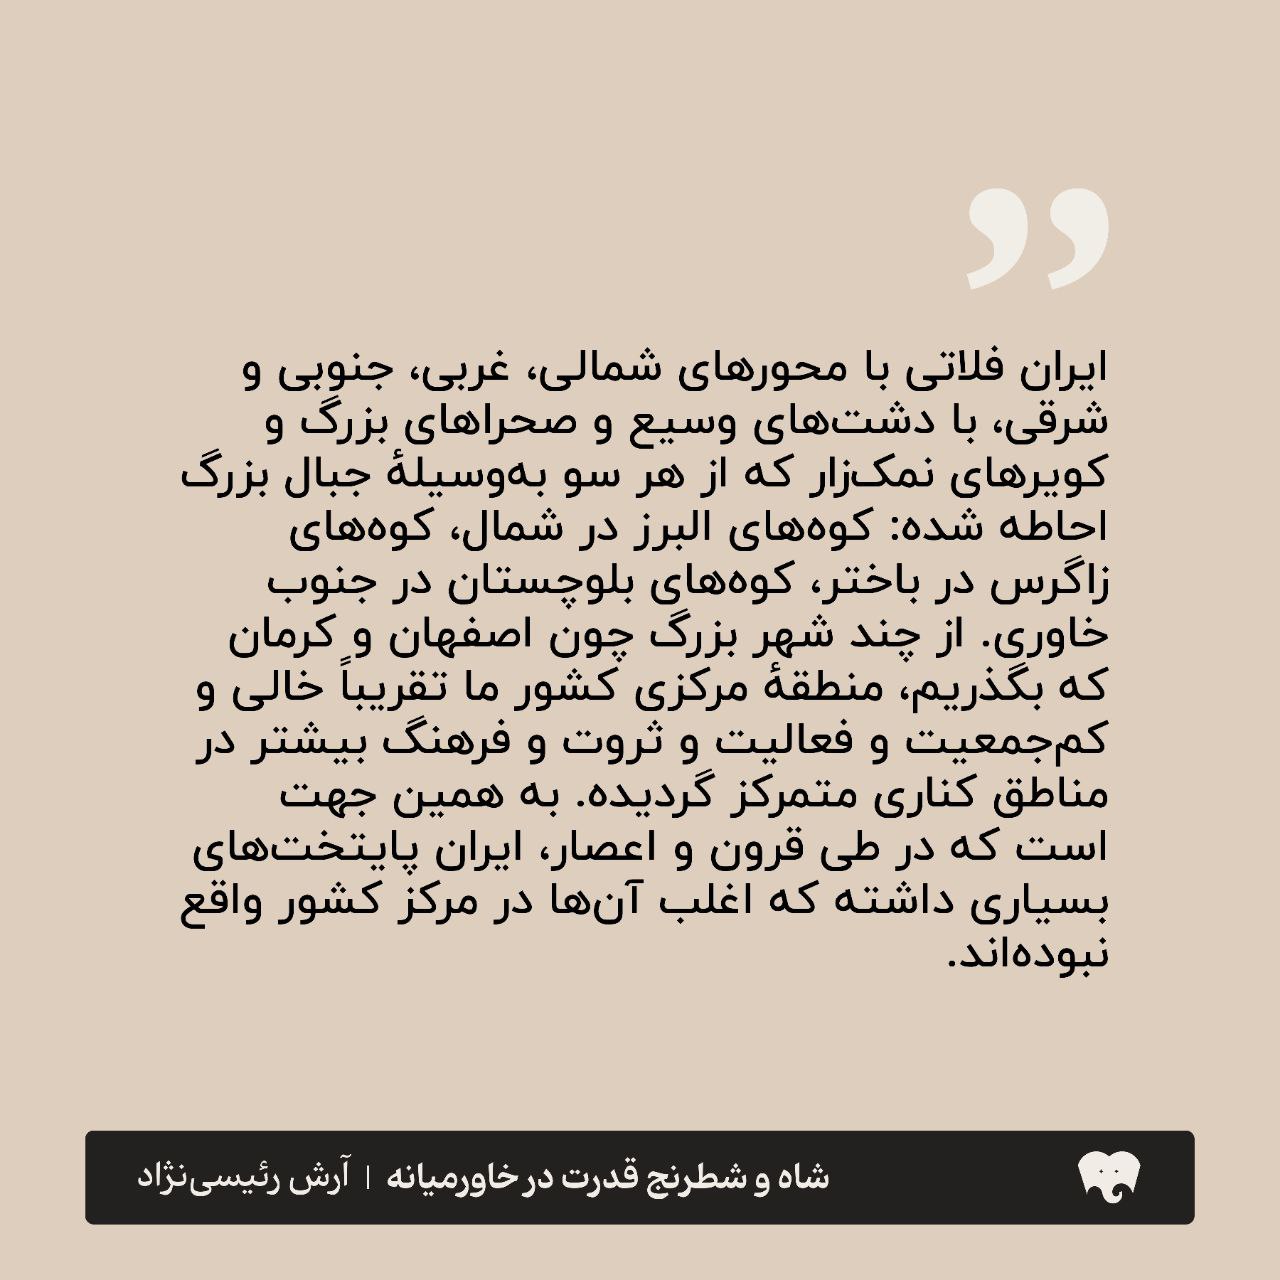 ایران فلاتی با محورهای شمالی، غربی، جنوبی و
شرقی، با دشت‌های وسیع و صحراهای بزرگ و
کویرهای نمک‌زار که از هر سو به‌وسیلهٔ جبال بزرگ
احاطه شده: کوه‌های البرز در شمال، کوه‌های
زاگرس در باختر، کوه‌های بلوچستان در جنوب
خاوری. از چند شهر بزرگ چون اصفهان و کرمان
که بگذریم، منطقهٔ مرکزی کشور ما تقریباً خالی و
کم‌جمعیت و فعالیت و ثروت و فرهنگ بیشتر در
مناطق کناری متمرکز گردیده. به همین جهت
است که در طی قرون و اعصار، ایران پایتخت‌های
بسیاری داشته که اغلب آن‌ها در مرکز کشور واقع
نبوده‌اند.
شاه و شطرنج قدرت در خاورمیانه | آرش رئیسی‌نژاد